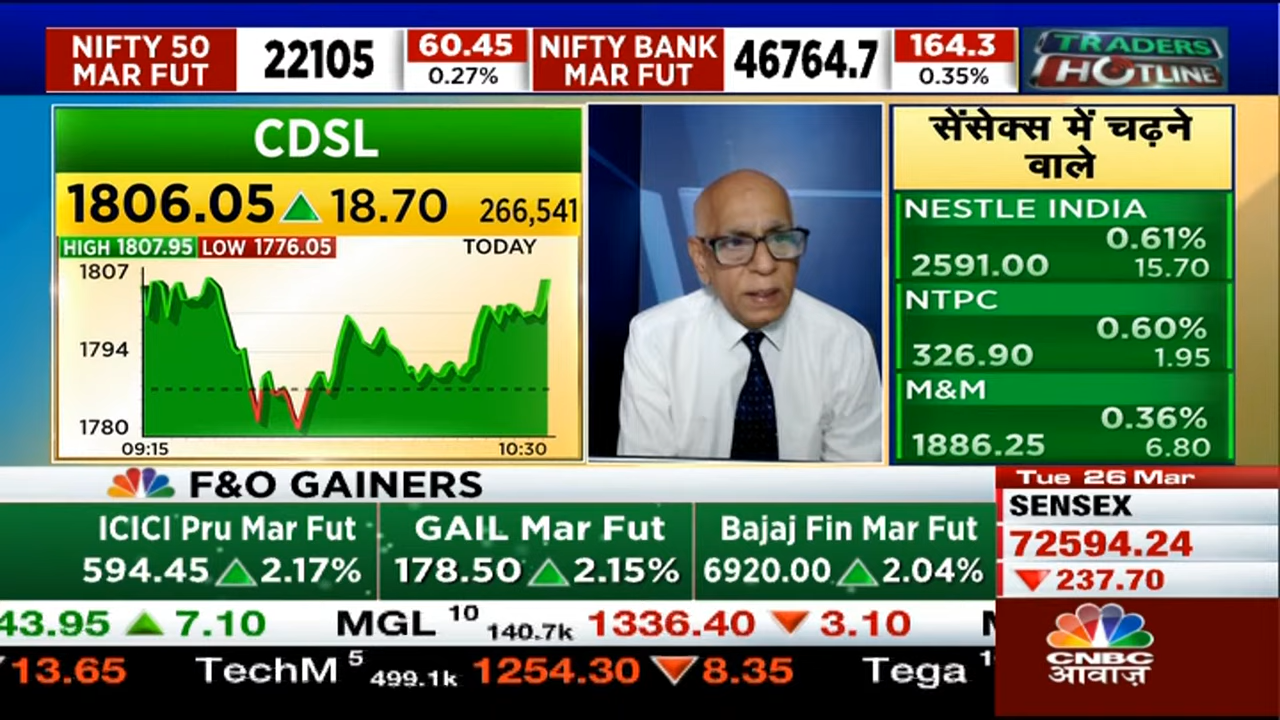 NIFTY 50
MAR FUT
22105
60.45
0.27%
NIFTY BANK
MAR FUT
46764.7
164.3
0.35%
TRADERS
HOTLINE
CDSL
1806.05 ▲ 18.70 266,541
HIGH 1807.95 LOW 1776.05 TODAY
1807
1794
1780
09:15 10:30
सेंसेक्स में चढ़ने
वाले
NESTLE INDIA
0.61%
2591.00 15.70
NTPC
0.60%
326.90 1.95
M&M
0.36%
1886.25 6.80
F&O GAINERS
ICICI Pru Mar Fut
594.45 ▲ 2.17%
GAIL Mar Fut
178.50 ▲ 2.15%
Bajaj Fin Mar Fut
6920.00 ▲ 2.04%
Tue 26 Mar
SENSEX
72594.24
▼ 237.70
43.95 ▲ 7.10 MGL 10 140.7k 1336.40 ▼ 3.10
13.65 TechM 5 499.1k 1254.30 ▼ 8.35 Tega
CNBC
आवाज़